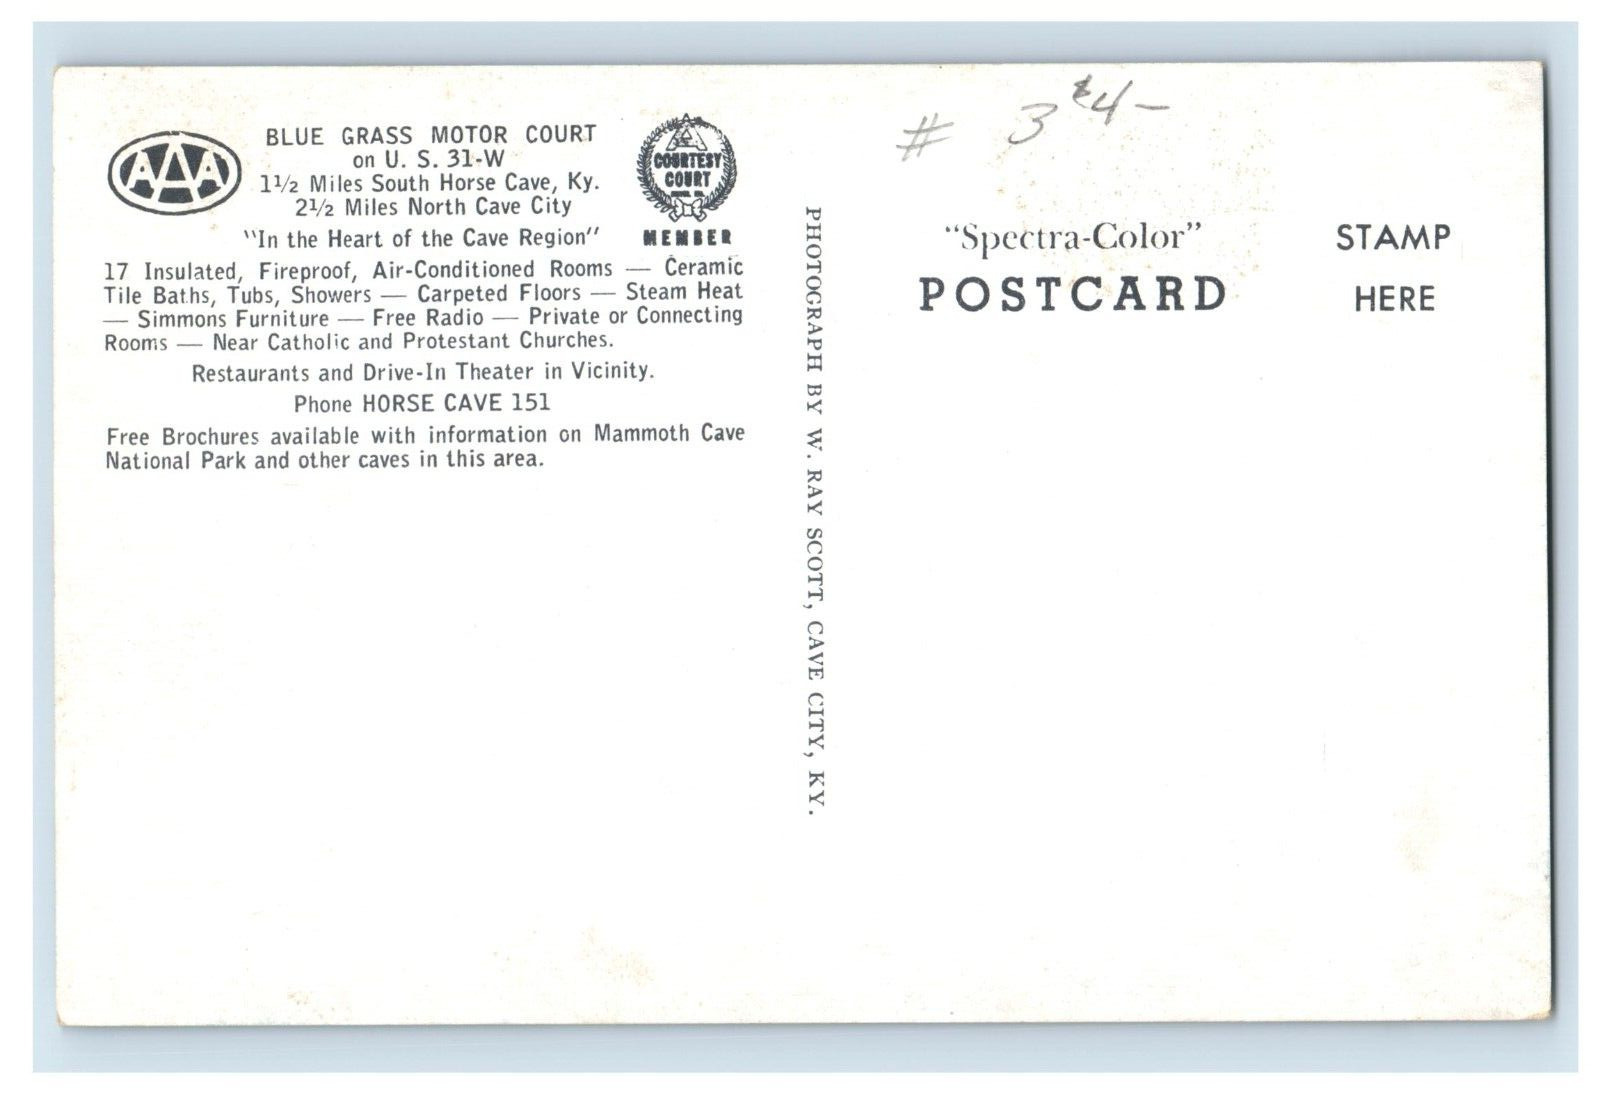 AAA
BLUE GRASS MOTOR COURT
on U. S. 31-W
1½ Miles South Horse Cave, Ky.
2½ Miles North Cave City
"In the Heart of the Cave Region"
COURTESY
COURT
MEMBER
17 Insulated, Fireproof, Air-Conditioned Rooms — Ceramic
Tile Baths, Tubs, Showers — Carpeted Floors — Steam Heat
— Simmons Furniture — Free Radio — Private or Connecting
Rooms — Near Catholic and Protestant Churches.
Restaurants and Drive-In Theater in Vicinity.
Phone HORSE CAVE 151
Free Brochures available with information on Mammoth Cave
National Park and other caves in this area.
PHOTOGRAPH BY W. RAY SCOTT, CAVE CITY, KY.
# 3 $4-
"Spectra-Color"
POSTCARD
STAMP
HERE